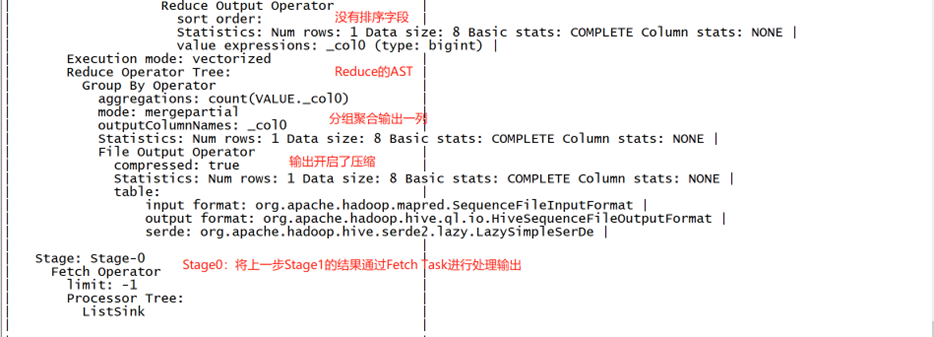 Reduce Output Operator
sort order: 没有排序字段
Statistics: Num rows: 1 Data size: 8 Basic stats: COMPLETE Column stats: NONE |
value expressions: _col0 (type: bigint) |
Execution mode: vectorized |
Reduce Operator Tree: Reduce的AST |
Group By Operator |
aggregations: count(VALUE._col0) |
mode: mergepartial |
outputColumnNames: _col0 分组聚合输出一列
Statistics: Num rows: 1 Data size: 8 Basic stats: COMPLETE Column stats: NONE |
File Output Operator |
compressed: true 输出开启了压缩 |
Statistics: Num rows: 1 Data size: 8 Basic stats: COMPLETE Column stats: NONE |
table: |
input format: org.apache.hadoop.mapred.SequenceFileInputFormat |
output format: org.apache.hadoop.hive.ql.io.HiveSequenceFileOutputFormat |
serde: org.apache.hadoop.hive.serde2.lazy.LazySimpleSerDe |
Stage: Stage-0
Fetch Operator Stage0：将上一步Stage1的结果通过Fetch Task进行处理输出
limit: -1 |
Processor Tree: |
ListSink |